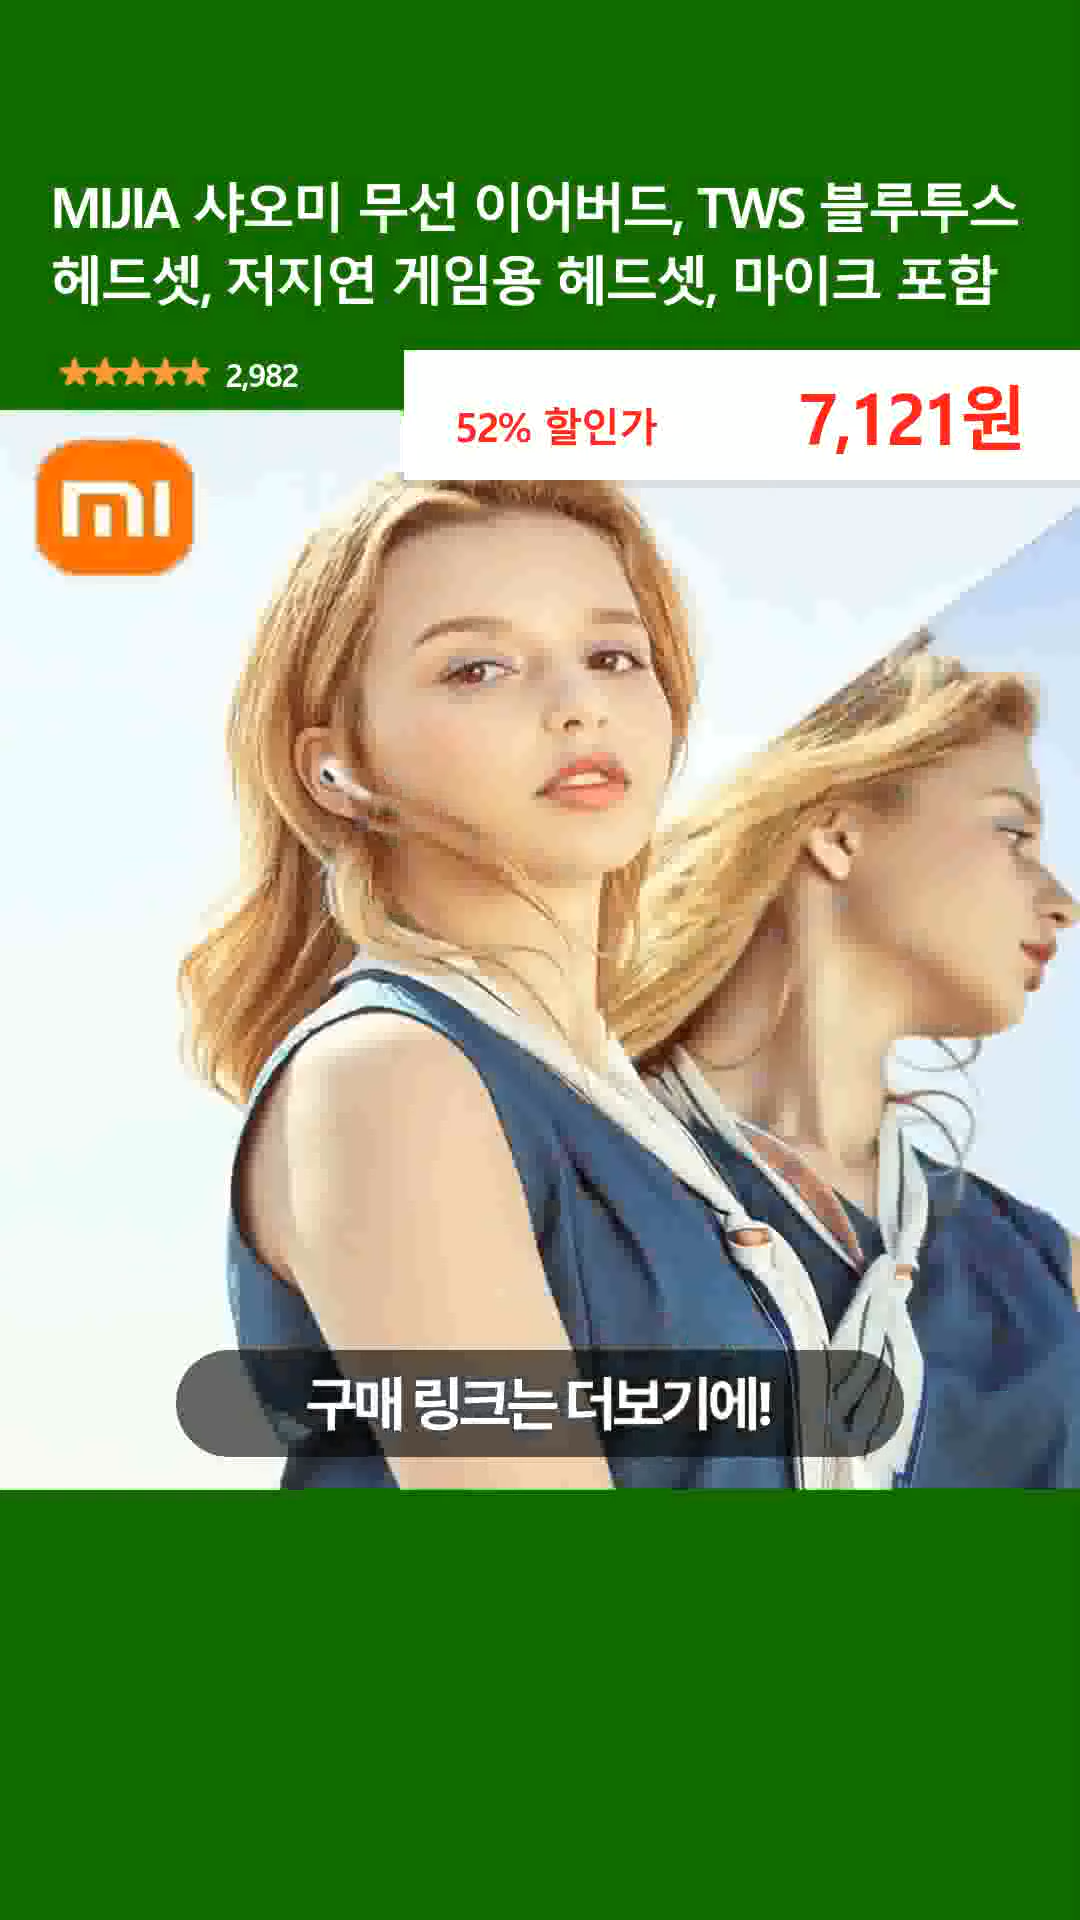 MIJIA 샤오미 무선 이어버드, TWS 블루투스
헤드셋, 저지연 게임용 헤드셋, 마이크 포함
2,982
52% 할인가 7,121원
mi
구매 링크는 더보기에!